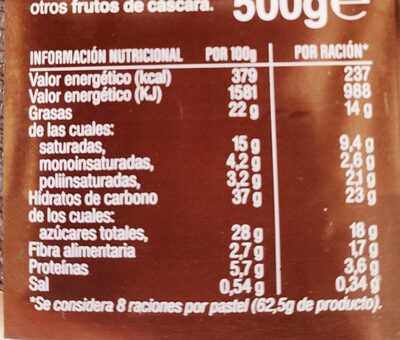 otros frutos de cáscara. 500g e
INFORMACIÓN NUTRICIONAL POR 100g POR RACIÓN*
Valor energético (kcal) 379 237
Valor energético (KJ) 1581 988
Grasas 22 g 14 g
de las cuales:
saturadas, 15 g 9,4 g
monoinsaturadas, 4,2 g 2,6 g
poliinsaturadas, 3,2 g 2,1 g
Hidratos de carbono 37 g 23 g
de los cuales:
azúcares totales, 28 g 18 g
Fibra alimentaria 2,7 g 1,7 g
Proteínas 5,7 g 3,6 g
Sal 0,54 g 0,34 g
*Se considera 8 raciones por pastel (62,5g de producto).